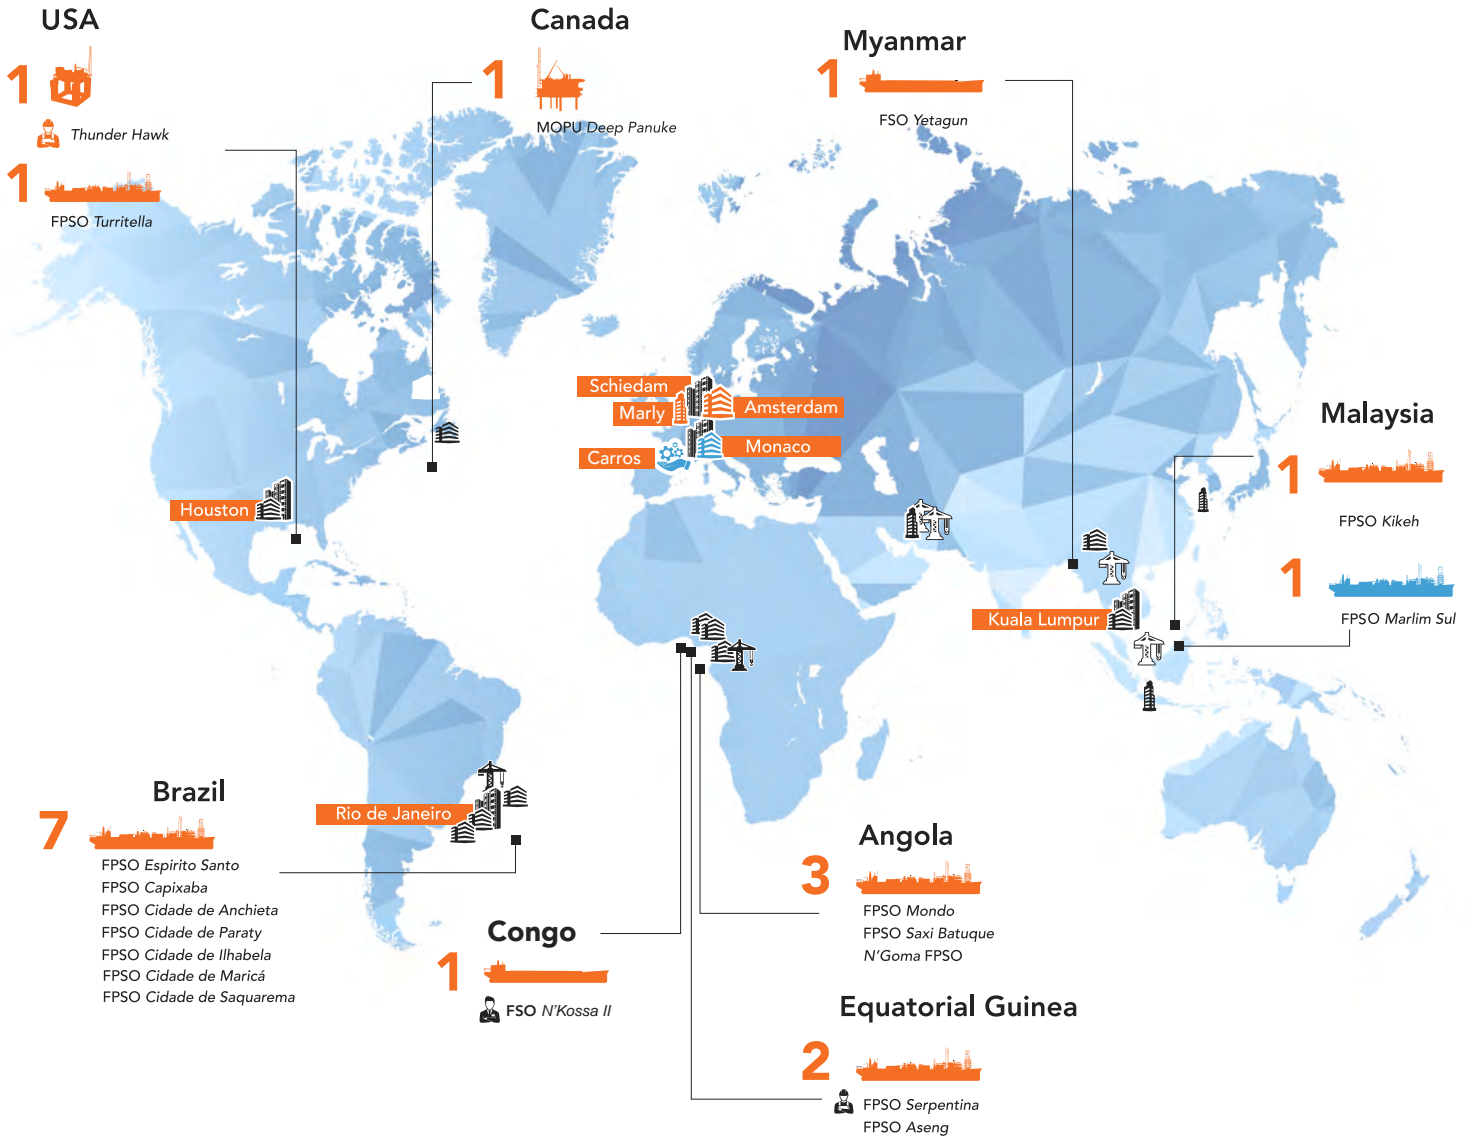 USA
1
Thunder Hawk
1
FPSO Turritella
Canada
1
MOPU Deep Panuke
Myanmar
1
FSO Yetagun
Schiedam
Marly
Amsterdam
Carros
Monaco
Houston
Malaysia
1
FPSO Kikeh
1
FPSO Marlim Sul
Kuala Lumpur
Brazil
7
FPSO Espirito Santo
FPSO Capixaba
FPSO Cidade de Anchieta
FPSO Cidade de Paraty
FPSO Cidade de Ilhabela
FPSO Cidade de Maricá
FPSO Cidade de Saquarema
Rio de Janeiro
Congo
1
FSO N'Kossa II
Angola
3
FPSO Mondo
FPSO Saxi Batuque
N'Goma FPSO
Equatorial Guinea
2
FPSO Serpentina
FPSO Aseng